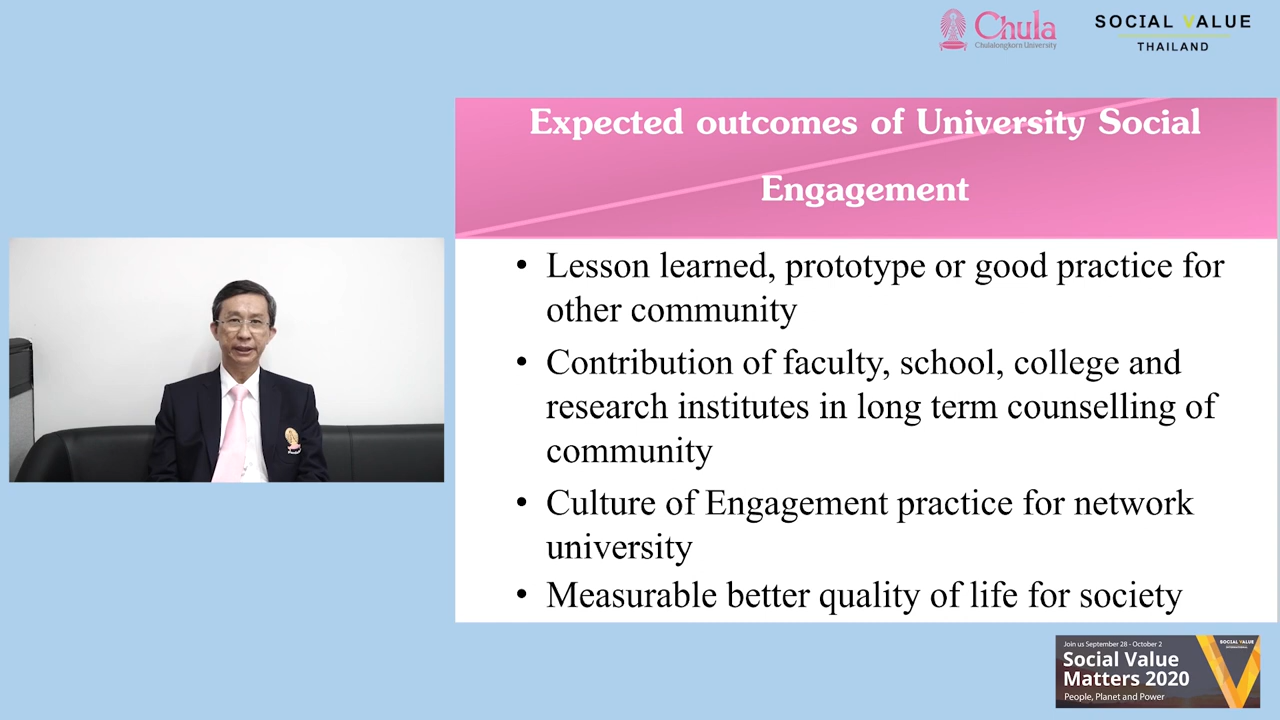 Chula
Chulalongkorn University
SOCIAL VALUE
THAILAND
Expected outcomes of University Social
Engagement
• Lesson learned, prototype or good practice for
other community
• Contribution of faculty, school, college and
research institutes in long term counselling of
community
• Culture of Engagement practice for network
university
• Measurable better quality of life for society
Join us September 28 - October 2
Social Value
Matters 2020
People, Planet and Power
SOCIAL VALUE
INTERNATIONAL